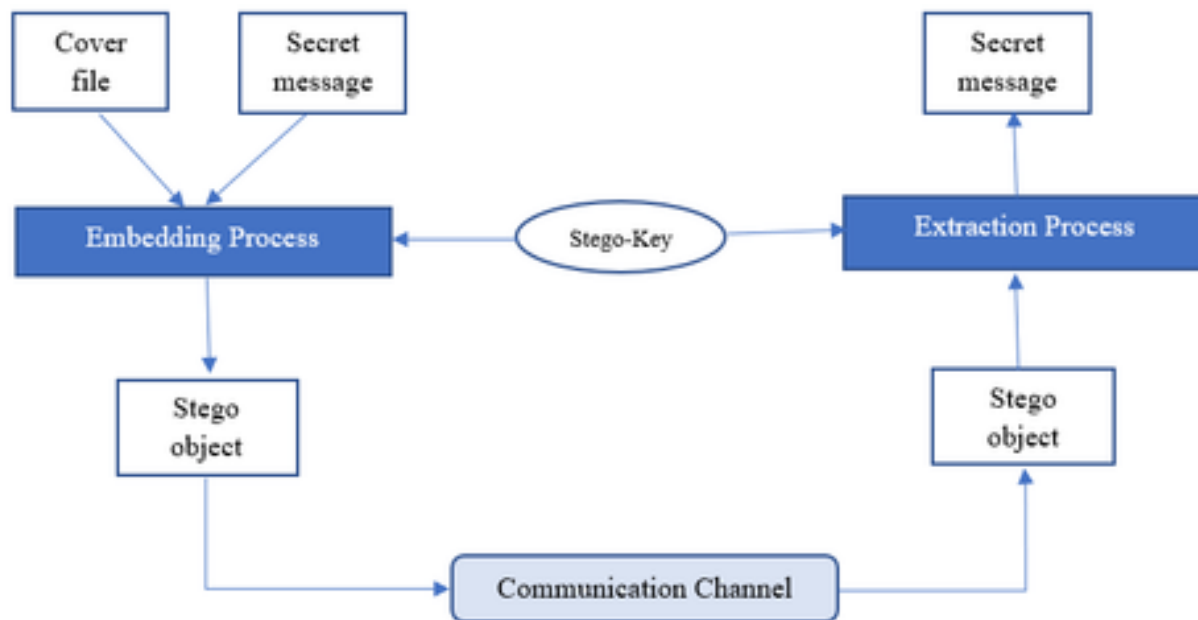 Cover
file
Secret
message
Secret
message
Embedding Process
Stego-Key
Extraction Process
Stego
object
Stego
object
Communication Channel